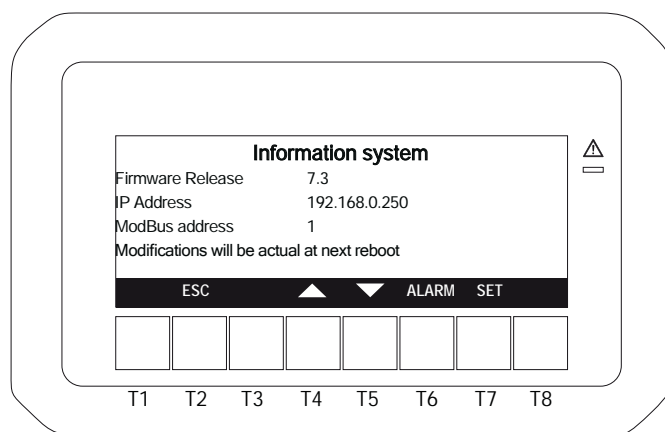 Information system
Firmware Release 7.3
IP Address 192.168.0.250
ModBus address 1
Modifications will be actual at next reboot
ESC ALARM SET
T1 T2 T3 T4 T5 T6 T7 T8